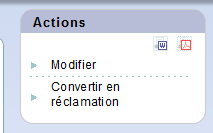 Actions
Modifier
Convertir en
réclamation